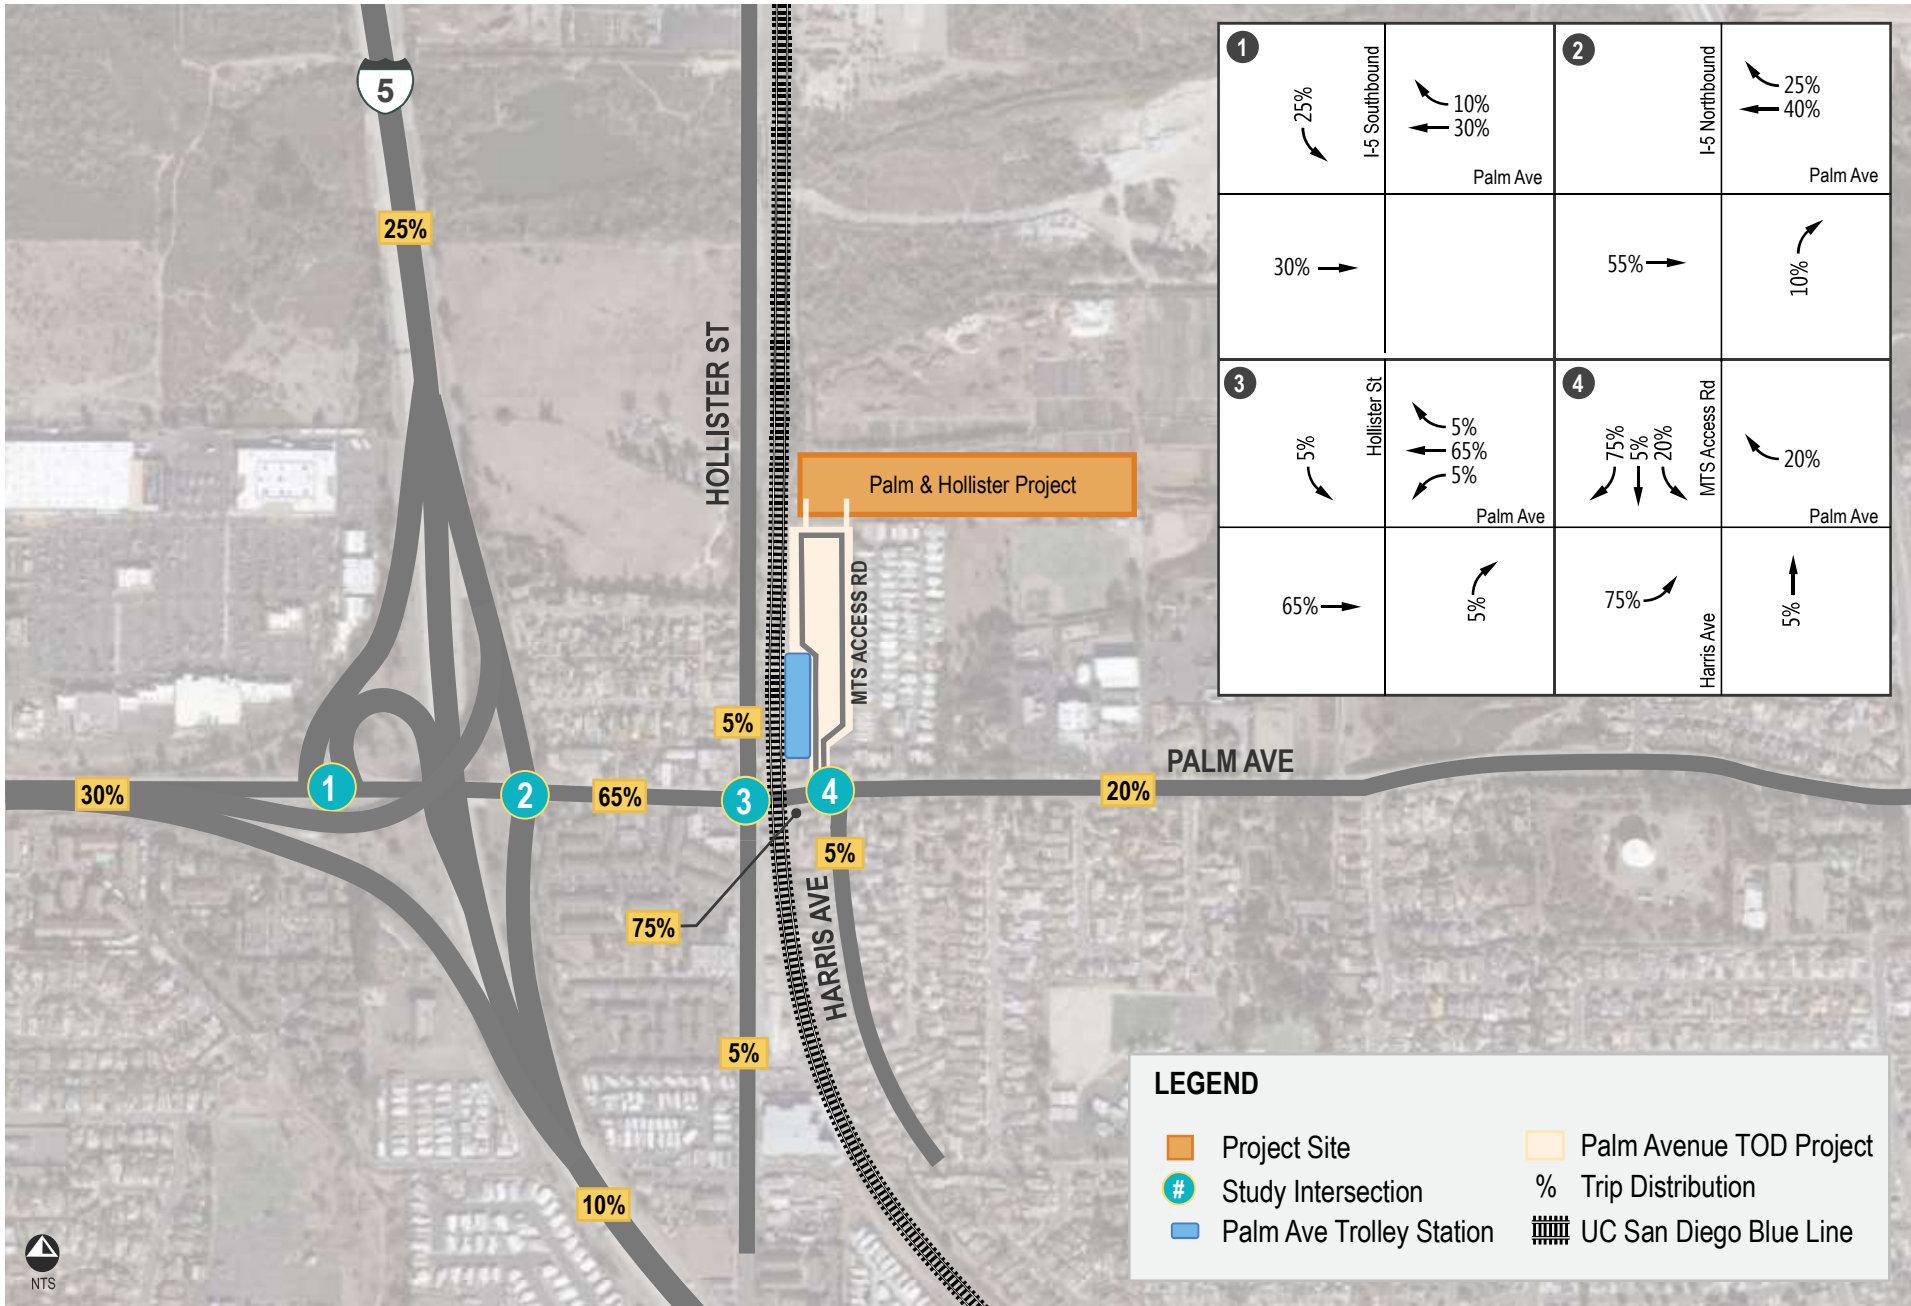 5
25%
HOLLISTER ST
Palm & Hollister Project
MTS ACCESS RD
5%
PALM AVE
30%
1
2
65%
3
4
20%
5%
75%
HARRIS AVE
5%
10%
NTS
1
25%
I-5 Southbound
10%
30%
Palm Ave
30%
2
I-5 Northbound
25%
40%
Palm Ave
55%
10%
3
5%
Hollister St
5%
65%
5%
Palm Ave
65%
5%
4
75%
5%
20%
MTS Access Rd
20%
Palm Ave
75%
Harris Ave
5%
LEGEND
Project Site
# Study Intersection
Palm Ave Trolley Station
Palm Avenue TOD Project
% Trip Distribution
UC San Diego Blue Line